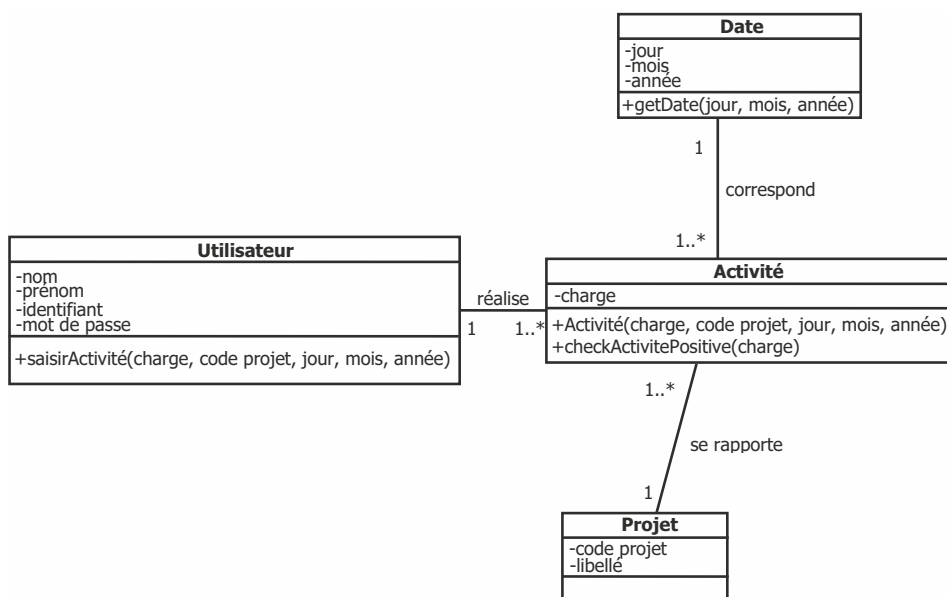 Date
-jour
-mois
-année
+getDate(jour, mois, année)
1
correspond
1..*
Utilisateur
-nom
-prénom
-identifiant
-mot de passe
+saisirActivité(charge, code projet, jour, mois, année)
réalise
1
1..*
Activité
-charge
+Activité(charge, code projet, jour, mois, année)
+checkActivitePositive(charge)
1..*
se rapporte
1
Projet
-code projet
-libellé